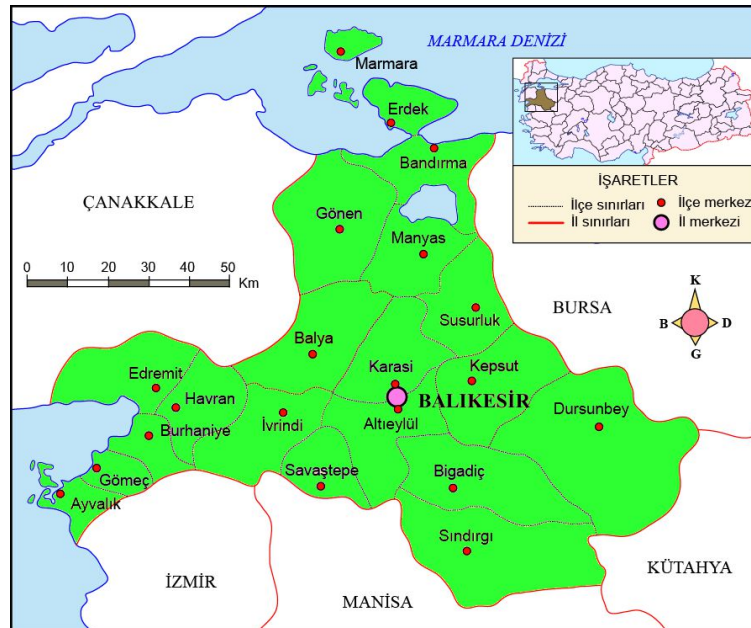 MARMARA DENİZİ
Marmara
Erdek
Bandırma
ÇANAKKALE
Gönen
Manyas
İŞARETLER
İlçe sınırları
İlçe merkez
İl sınırları
İl merkezi
0 10 20 30 40 50
Km
K
B D
G
BURSA
Susurluk
Balya
Karasi
Kepsut
Edremit
Havran
BALIKESİR
İvrindi
Altıeylül
Dursunbey
Burhaniye
Gömeç
Savaştepe
Bigadiç
Ayvalık
Sındırgı
İZMİR
MANİSA
KÜTAHYA